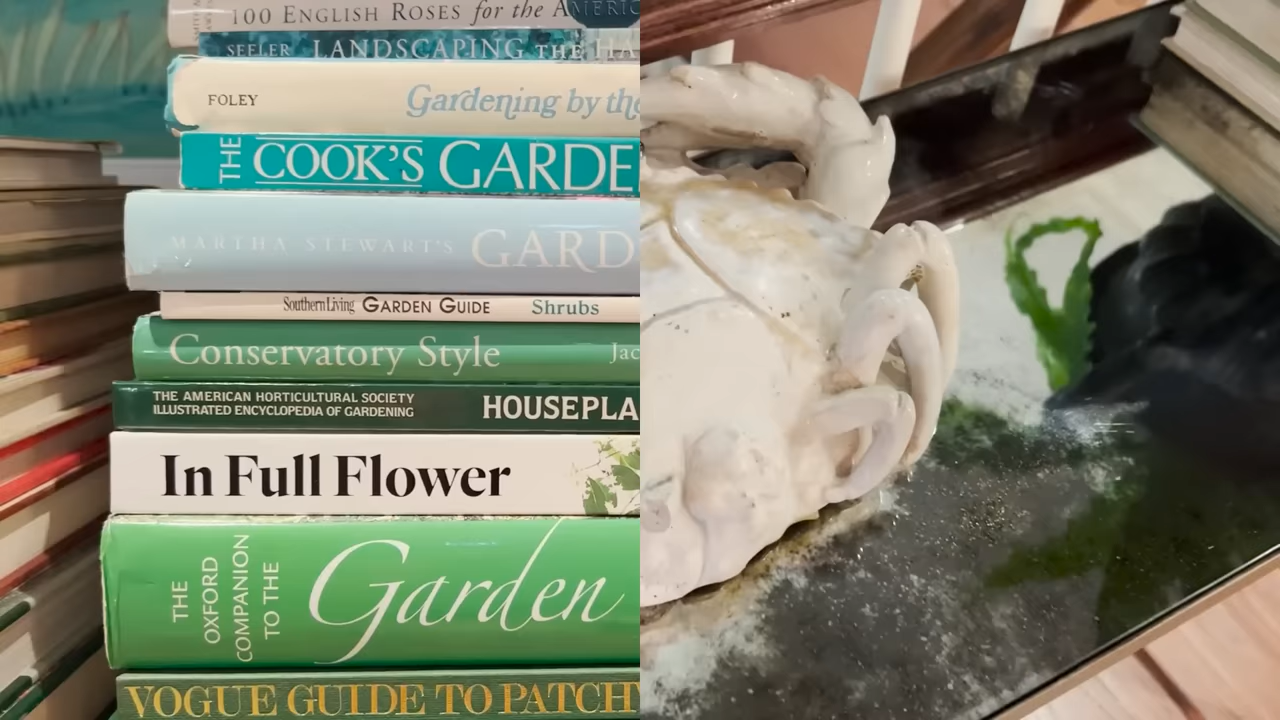 100 ENGLISH ROSES for the AMERIC
SEELER LANDSCAPING THE HA
FOLEY Gardening by the
THE COOK'S GARDE
MARTHA STEWART'S GARD
Southern Living GARDEN GUIDE Shrubs
Conservatory Style Jac
THE AMERICAN HORTICULTURAL SOCIETY
ILLUSTRATED ENCYCLOPEDIA OF GARDENING HOUSEPLA
In Full Flower
THE
OXFORD
COMPANION
TO THE
Garden
VOGUE GUIDE TO PATCH